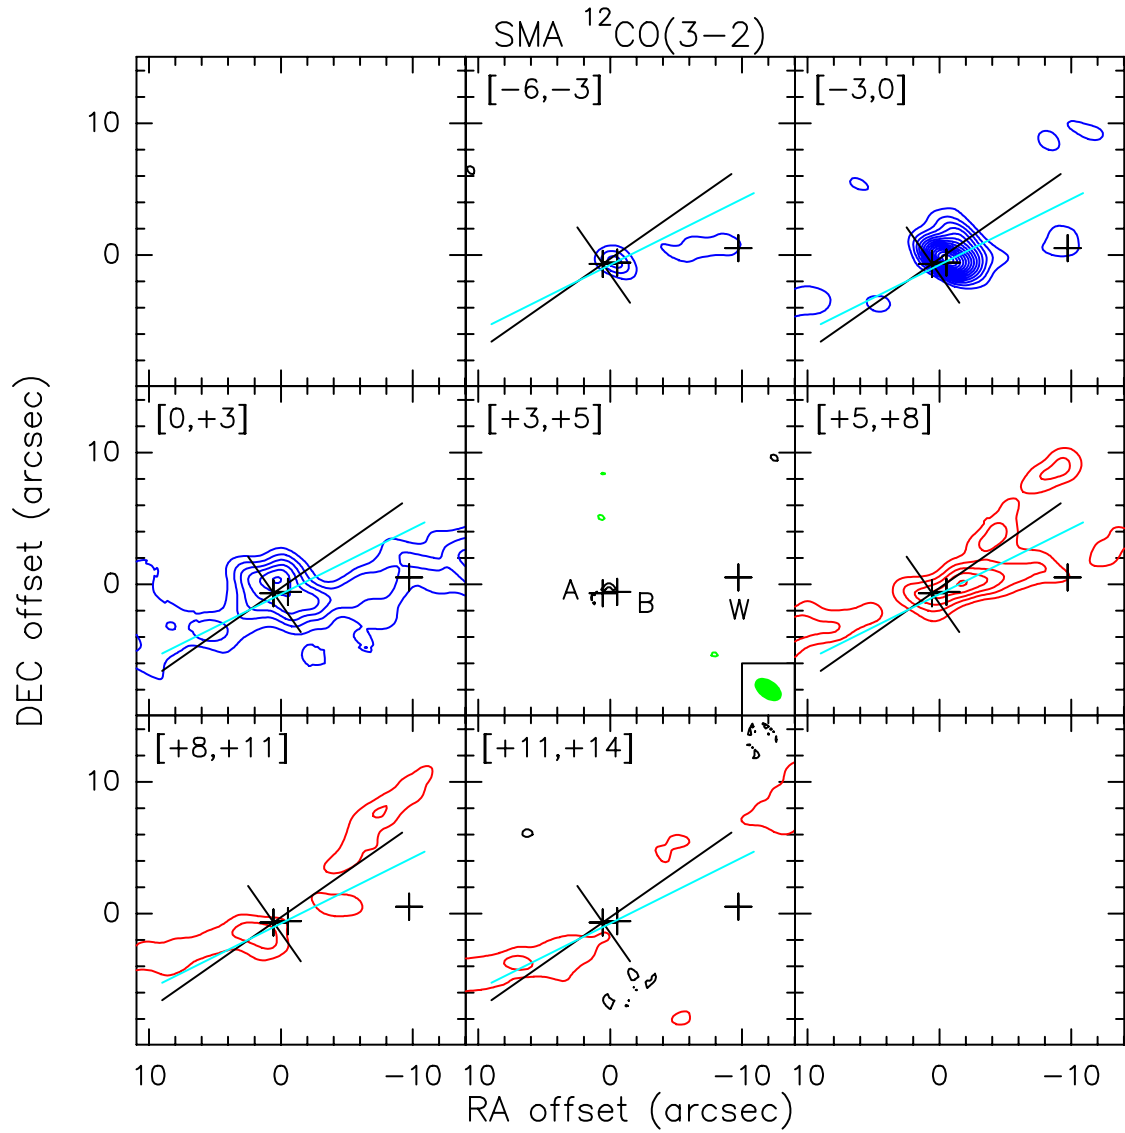 SMA ¹²CO(3−2)
[−6,−3] [−3,0]
10
0
[0,+3] [+3,+5] [+5,+8]
10
A B W
0
DEC offset (arcsec)
[+8,+11] [+11,+14]
10
0
10 0 −10 10 0 −10 10 0 −10
RA offset (arcsec)